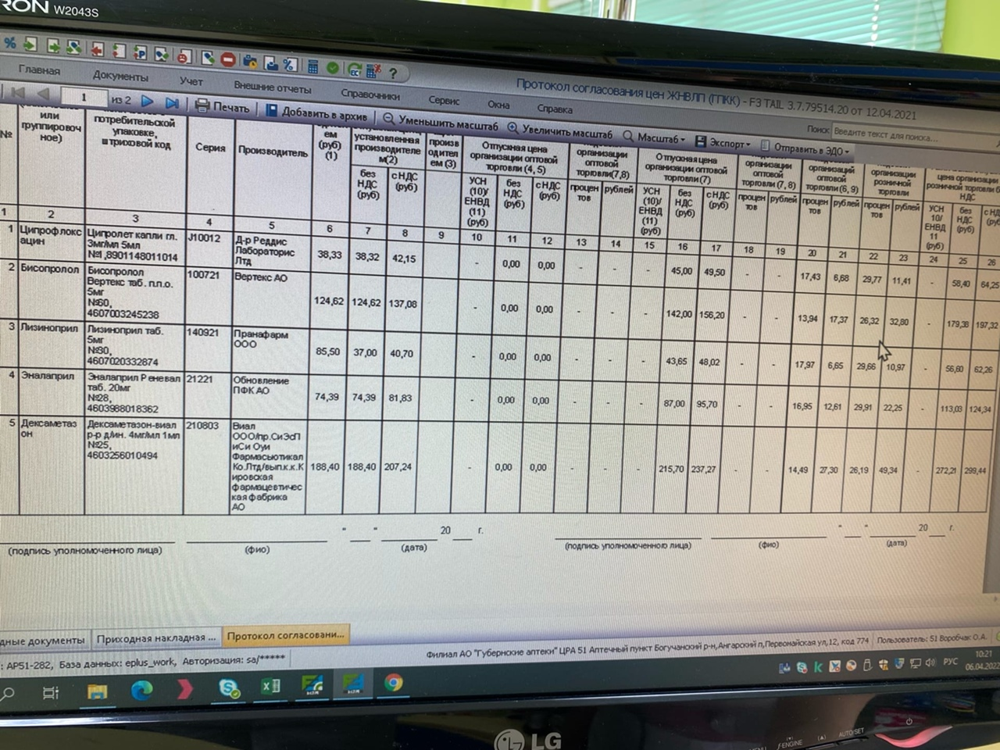 W2043S
Главная Документы Учет Внешние отчеты Справочники Сервис Окна Справка
Протокол согласования цен ЖНВЛП (ГПКК) - F3 TAIL 3.7.79514.20 от 12.04.2021
Поиск Введите текст для поиска...
1 из 2 Печать Добавить в архив Уменьшить масштаб Увеличить масштаб Масштаб Экспорт Отправить в ЭДО
№ или группировочное) потребительской упаковке, штриховой код Серия Производитель ем (руб) (1) установленная производителем(2) производителем (3) Отпускная цена организации оптовой торговли (4, 5) оптовой торговли(7,8) Отпускная цена организации оптовой торговли (7) организации оптовой торговли (7, 8) организаций оптовой торговли (6, 9) организации розничной торговли цена организации розничной торговли НДС
без НДС (руб) с НДС (руб) УСН (10)/ ЕНВД (11) (руб) без НДС (руб) с НДС (руб) процентов рублей УСН (10)/ ЕНВД (11) (руб) без НДС (руб) с НДС (руб) процентов рублей процентов рублей процентов рублей УСН 10/ ЕНВД 11 (руб) без НДС (руб)
1 2 3 4 5 6 7 8 9 10 11 12 13 14 15 16 17 18 19 20 21 22 23 24 25 26
1 Ципрофлоксацин Ципролет капли гл. 3мг/мл 5мл №1,8901148011014 J10012 Д-р Реддис Лабораторис Лтд 38,33 38,32 42,15 - 0,00 0,00 - - - 45,00 49,50 - - 17,43 6,68 29,77 11,41 - 58,40 64,25
2 Бисопролол Бисопролол Вертекс таб. п.п.о. 5мг №60, 4607003245238 100721 Вертекс АО 124,62 124,62 137,08 - 0,00 0,00 - - - 142,00 156,20 - - 13,94 17,37 26,32 32,80 - 179,38 197,32
3 Лизиноприл Лизиноприл таб. 5мг №30, 4607020332874 140921 Пранафарм ООО 85,50 37,00 40,70 - 0,00 0,00 - - - 43,65 48,02 - - 17,97 6,65 29,66 10,97 - 56,60 62,26
4 Эналаприл Эналаприл Реневал таб. 20мг №28, 4603988018362 21221 Обновление ПФК АО 74,39 74,39 81,83 - 0,00 0,00 - - - 87,00 95,70 - - 16,95 12,61 29,91 22,25 - 113,03 124,34
5 Дексаметазон Дексаметазон-виал р-р д/ин. 4мг/мл 1мл №25, 4603256010494 210803 Виал ООО/пр.СиЭсПиСи Оуи Фармасьютикал Ко.Лтд/вып.к.к.Кировская фармацевтическая фабрика АО 188,40 188,40 207,24 - 0,00 0,00 - - - 215,70 237,27 - - 14,49 27,30 26,19 49,34 - 272,21 299,44
" " 20 г. " " 20 г.
(подпись уполномоченного лица) (фио) (дата) (подпись уполномоченного лица) (фио) (дата)
документы Приходная накладная ... Протокол согласовани...
: АР51-282, База данных: eplus_work, Авторизация: sa/***** Филиал АО "Губернские аптеки" ЦРА 51 Аптечный пункт Богучанский р-н,Ангарский п,Первонайская ул,12, код 774 Пользователь: 51 Воробчак О.А.
РУС 10:21
06.04.2022
LG
ENGINE AUTO/SET